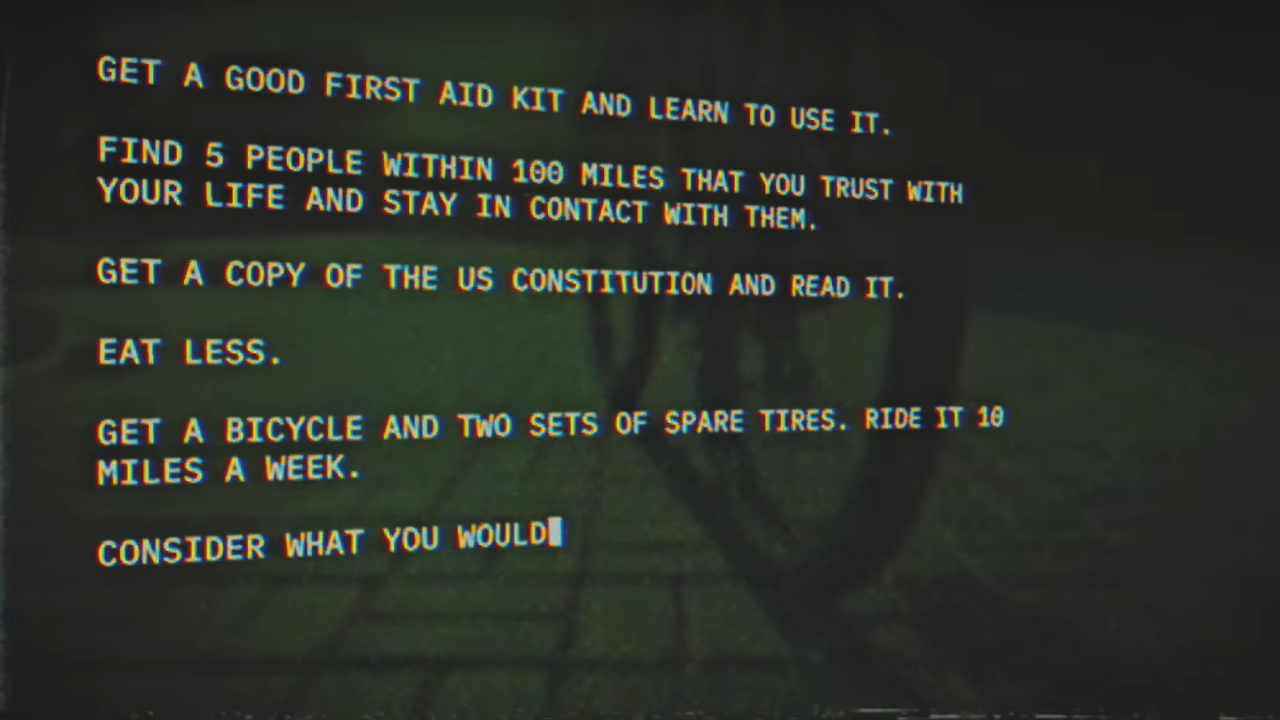 GET A GOOD FIRST AID KIT AND LEARN TO USE IT.
FIND 5 PEOPLE WITHIN 100 MILES THAT YOU TRUST WITH
YOUR LIFE AND STAY IN CONTACT WITH THEM.
GET A COPY OF THE US CONSTITUTION AND READ IT.
EAT LESS.
GET A BICYCLE AND TWO SETS OF SPARE TIRES. RIDE IT 10
MILES A WEEK.
CONSIDER WHAT YOU WOULD